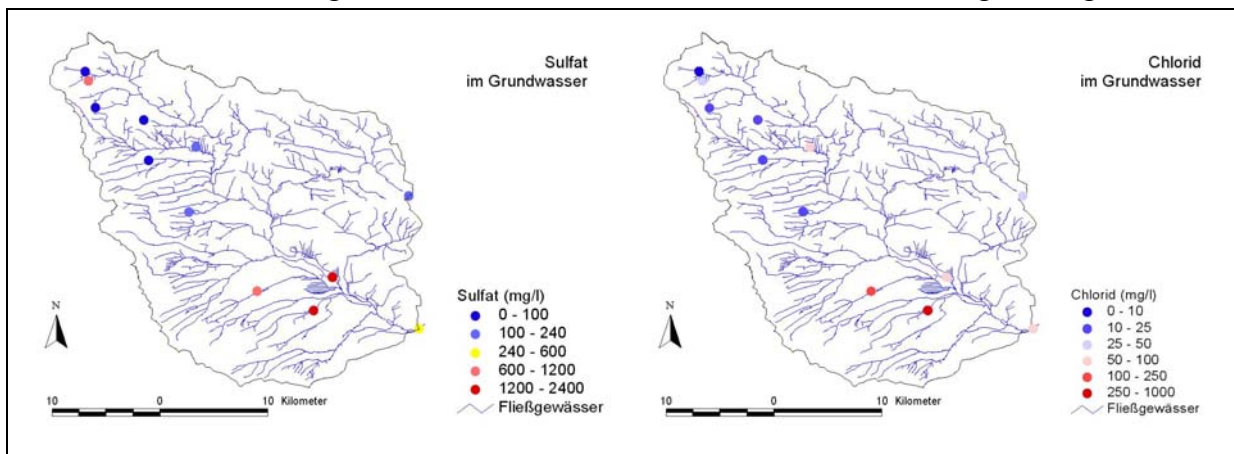 Sulfat
im Grundwasser
N
Sulfat (mg/l)
0 - 100
100 - 240
240 - 600
600 - 1200
1200 - 2400
Fließgewässer
10 0 10 Kilometer
Chlorid
im Grundwasser
N
Chlorid (mg/l)
0 - 10
10 - 25
25 - 50
50 - 100
100 - 250
250 - 1000
Fließgewässer
10 0 10 Kilometer